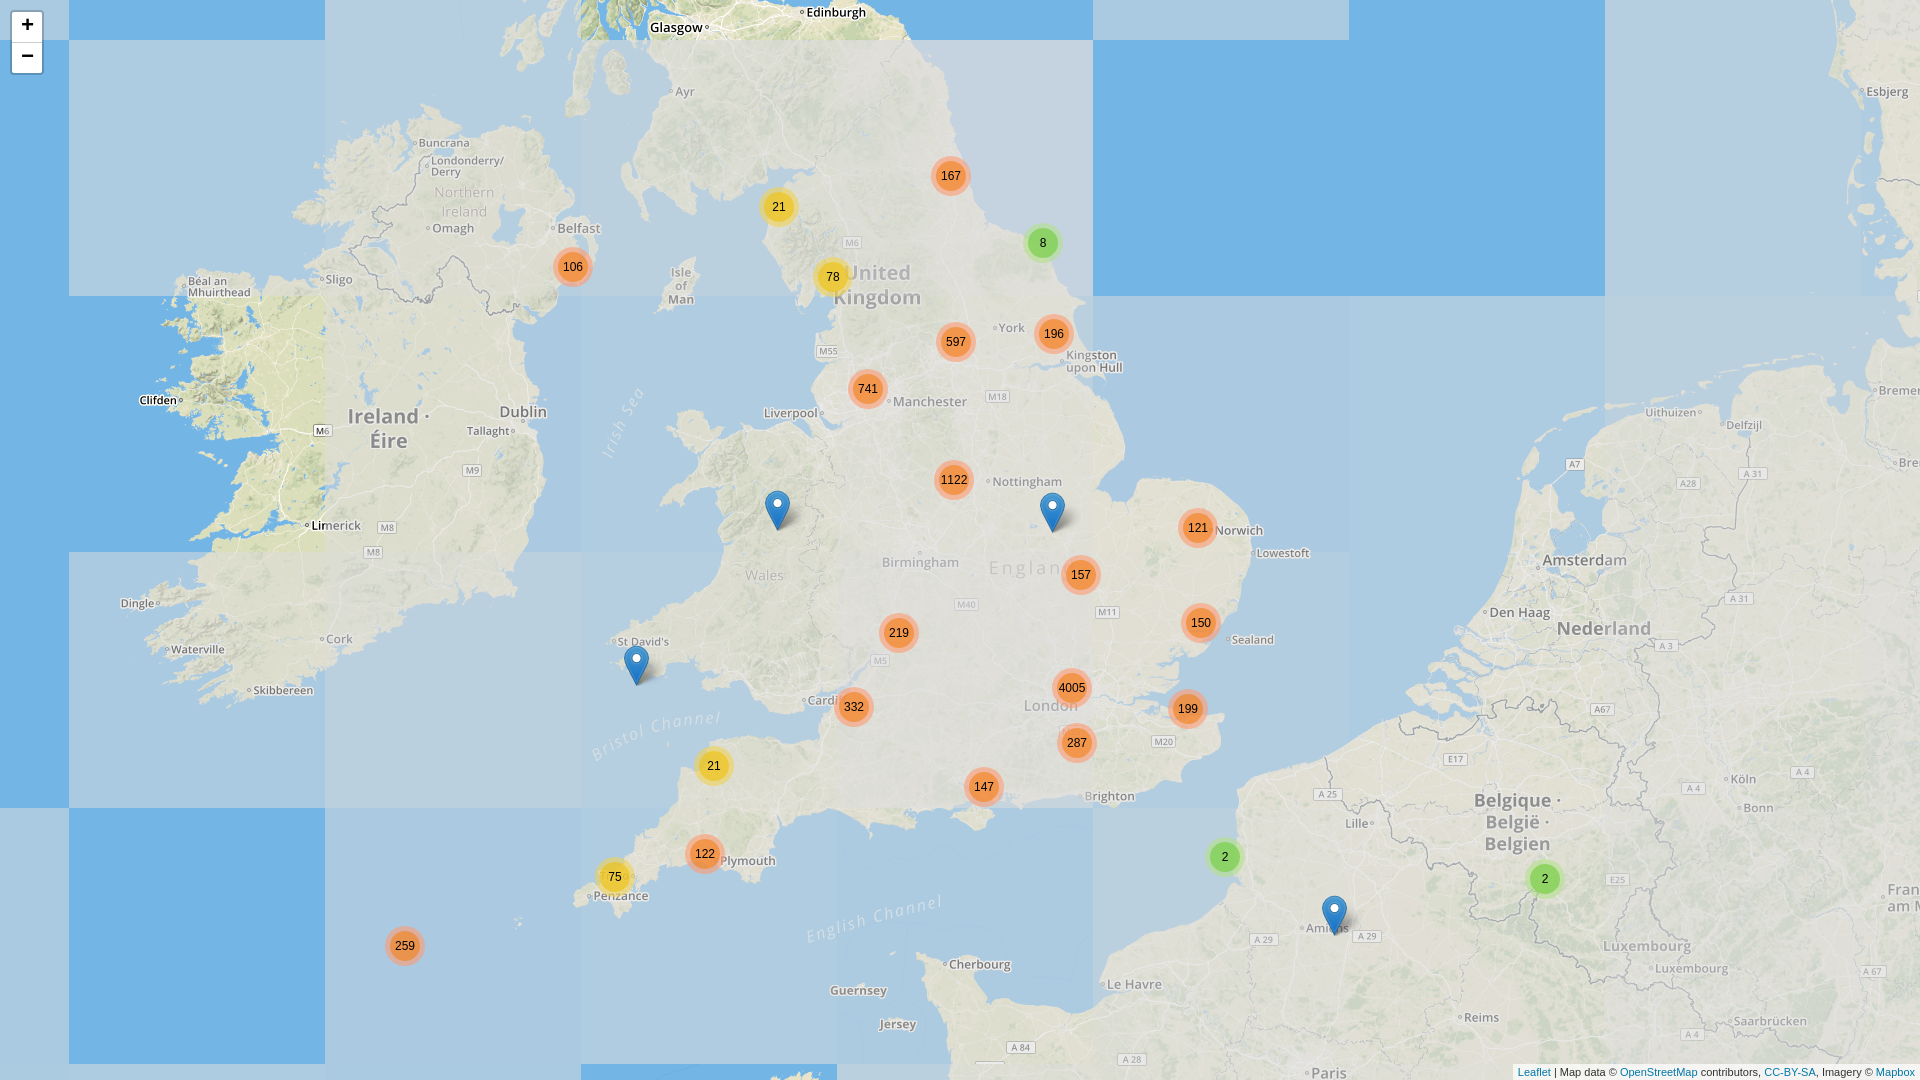 +
−
Edinburgh
Glasgow
Ayr
Esbjerg
Buncrana
Londonderry/
Derry
Northern
Ireland
Omagh
Belfast
167
21
8
106
78
M6
United
Kingdom
Isle
of
Man
Béal an
Mhuirthead
Sligo
York
196
597
Kingston
upon Hull
M55
741
Manchester
M18
Liverpool
Clifden
M6
Ireland ·
Éire
Dublin
Tallaght
M9
Irish Sea
Uithuizen
Delfzijl
A7
A 31
A 28
1122
Nottingham
Limerick
M8
M8
121
Norwich
Lowestoft
Birmingham
Wales
157
Amsterdam
Dingle
M40
M11
Den Haag
A 31
Nederland
219
150
Sealand
Cork
Waterville
St David's
M5
A 3
Skibbereen
4005
London
199
332
A67
Bristol Channel
287
M20
E17
21
147
Brighton
A 25
Köln
A 4
A 4
Bonn
Belgique ·
België ·
Belgien
Lille
122
Plymouth
75
Penzance
2
2
E25
English Channel
Amiens
A 29
A 29
Luxembourg
Luxembourg
A 67
259
Cherbourg
Le Havre
Guernsey
Jersey
Reims
Saarbrücken
A 84
A 28
A 4
Paris
Leaflet | Map data © OpenStreetMap contributors, CC-BY-SA, Imagery © Mapbox